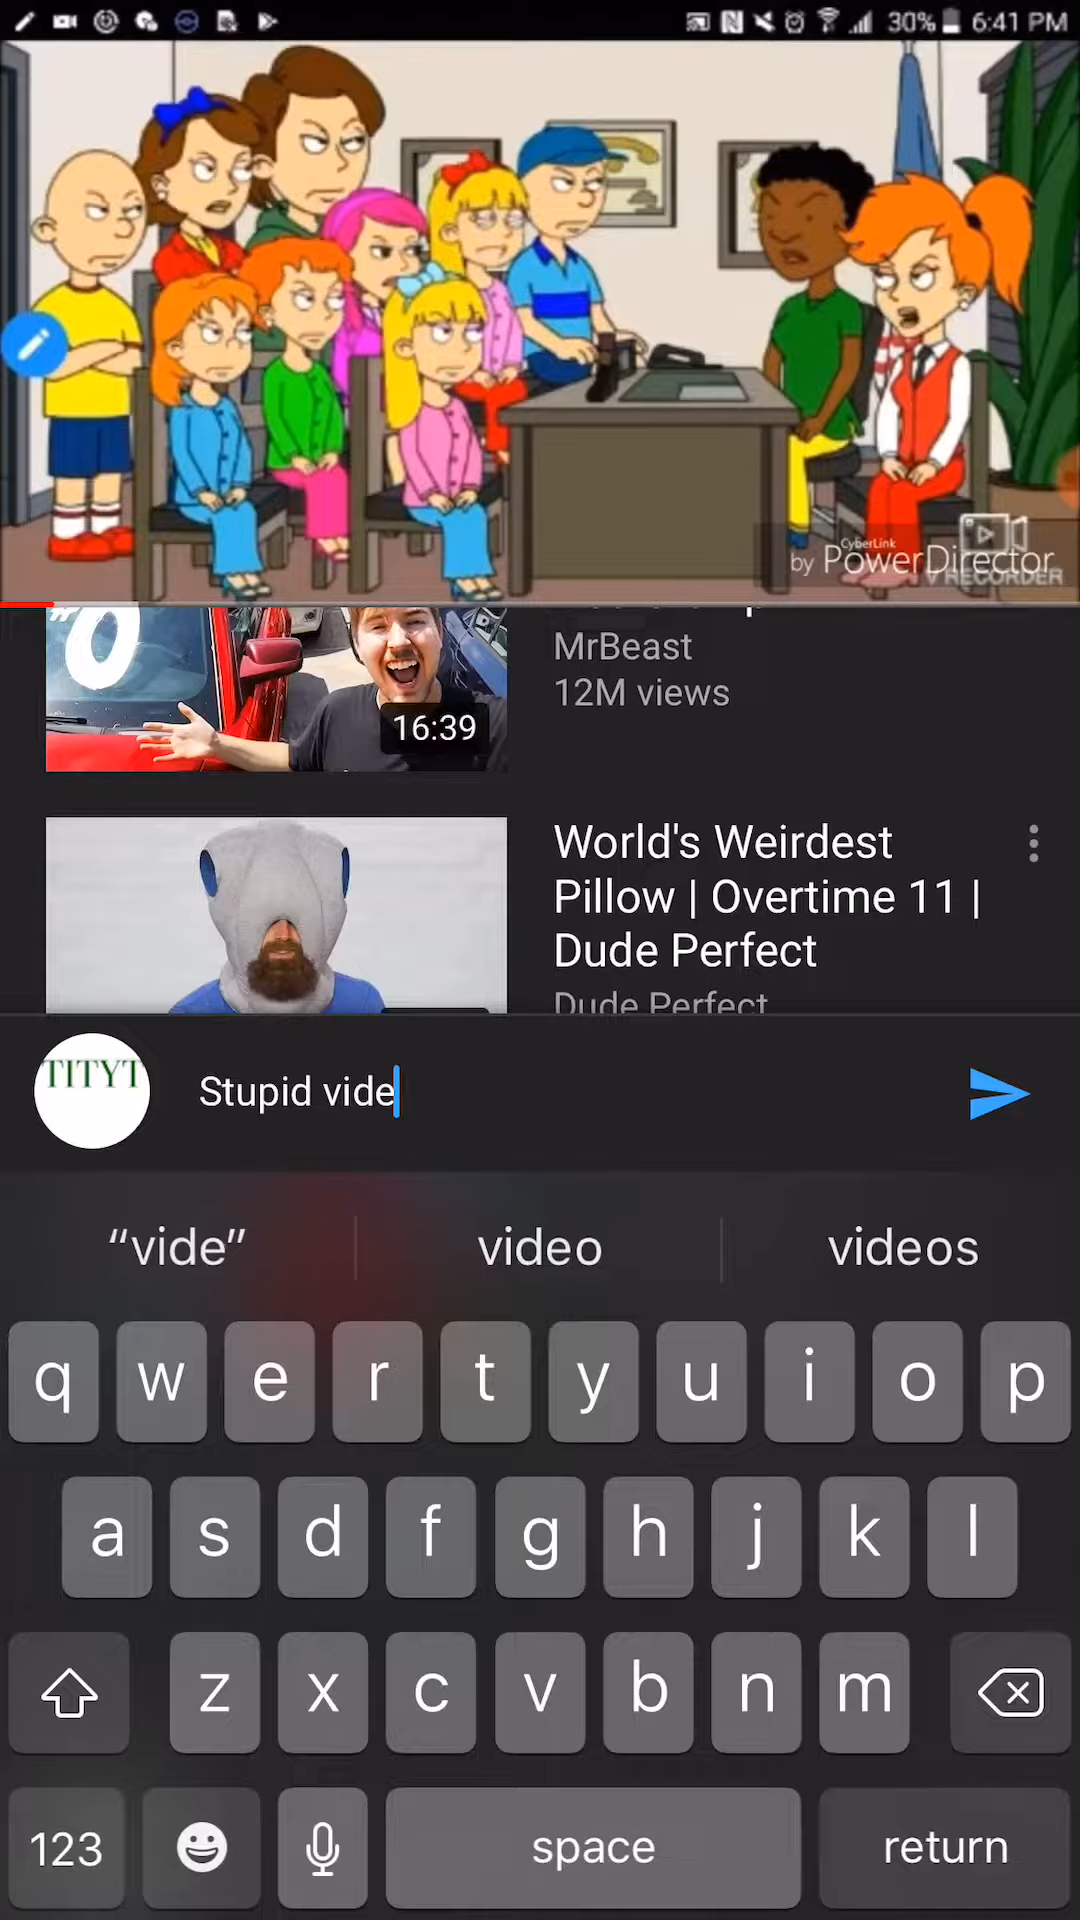 30% 6:41 PM
CyberLink
by PowerDirector
RECORDER
#0
16:39
MrBeast
12M views
World's Weirdest
Pillow | Overtime 11 |
Dude Perfect
Dude Perfect
TITYT
Stupid vide
“vide” video videos
q w e r t y u i o p
a s d f g h j k l
z x c v b n m
123 space return